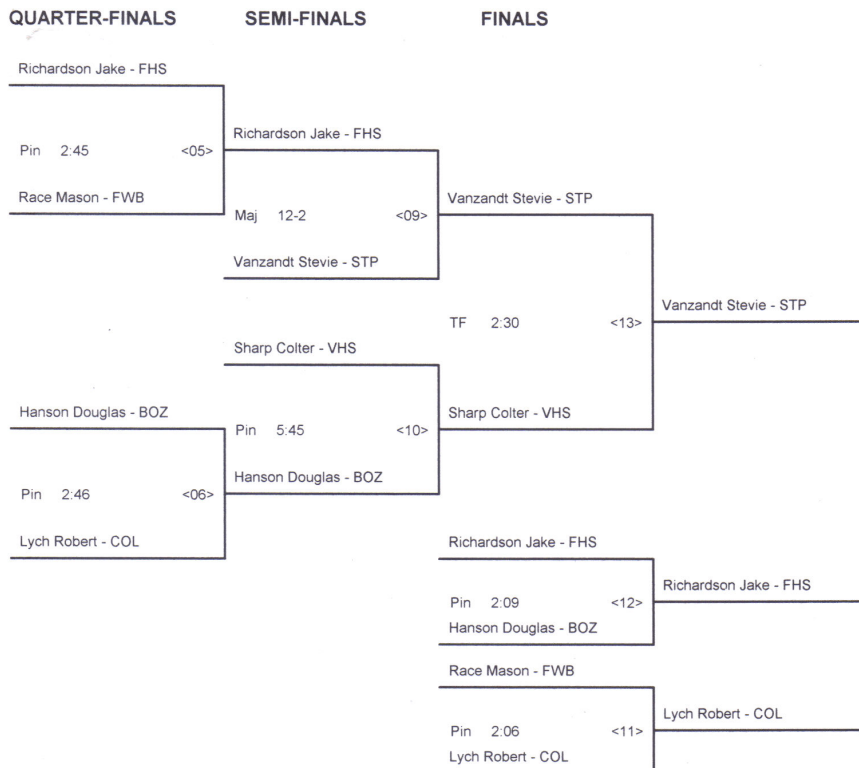 QUARTER-FINALS SEMI-FINALS FINALS
Richardson Jake - FHS
Pin 2:45 <05>
Race Mason - FWB
Richardson Jake - FHS
Maj 12-2 <09>
Vanzandt Stevie - STP
Vanzandt Stevie - STP
TF 2:30 <13>
Vanzandt Stevie - STP
Sharp Colter - VHS
Hanson Douglas - BOZ
Pin 5:45 <10>
Sharp Colter - VHS
Hanson Douglas - BOZ
Pin 2:46 <06>
Lych Robert - COL
Richardson Jake - FHS
Pin 2:09 <12>
Richardson Jake - FHS
Hanson Douglas - BOZ
Race Mason - FWB
Pin 2:06 <11>
Lych Robert - COL
Lych Robert - COL